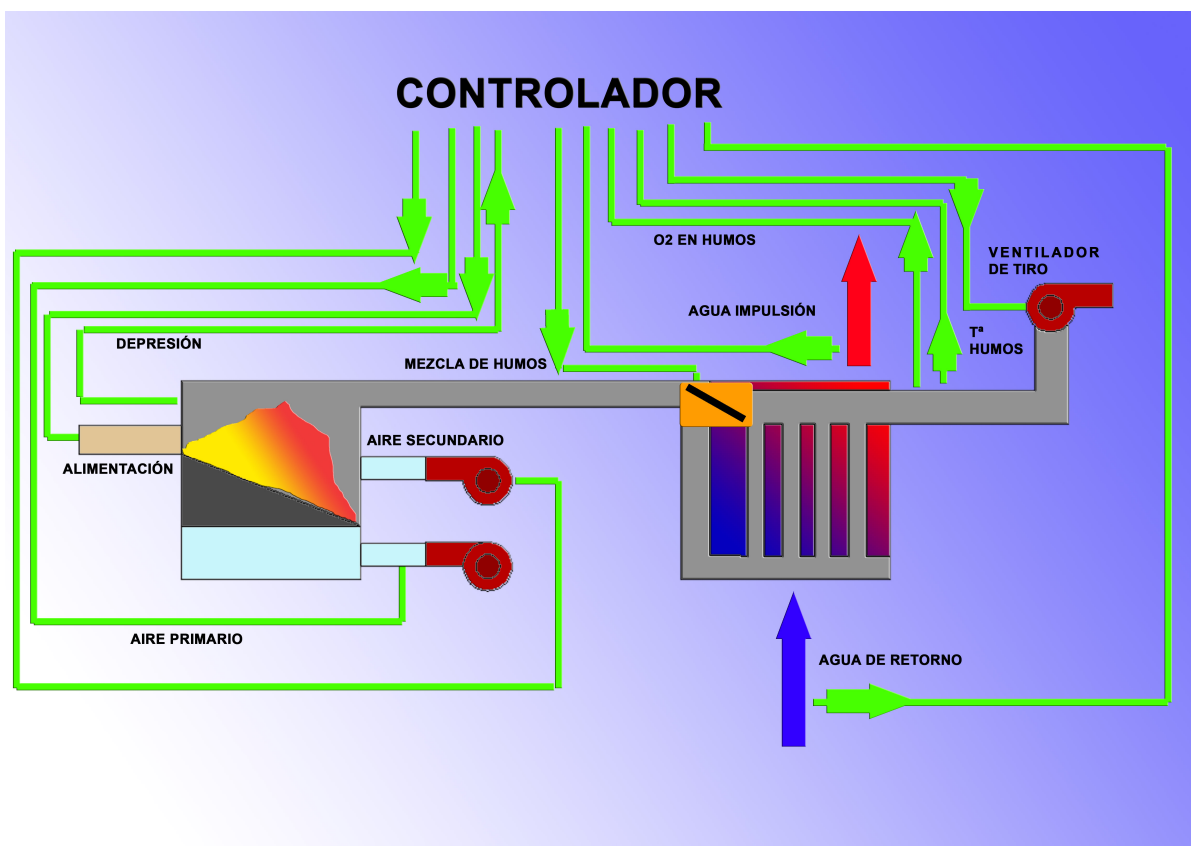 CONTROLADOR
O2 EN HUMOS
VENTILADOR
DE TIRO
AGUA IMPULSIÓN
Tª
HUMOS
DEPRESIÓN
MEZCLA DE HUMOS
AIRE SECUNDARIO
ALIMENTACIÓN
AIRE PRIMARIO
AGUA DE RETORNO